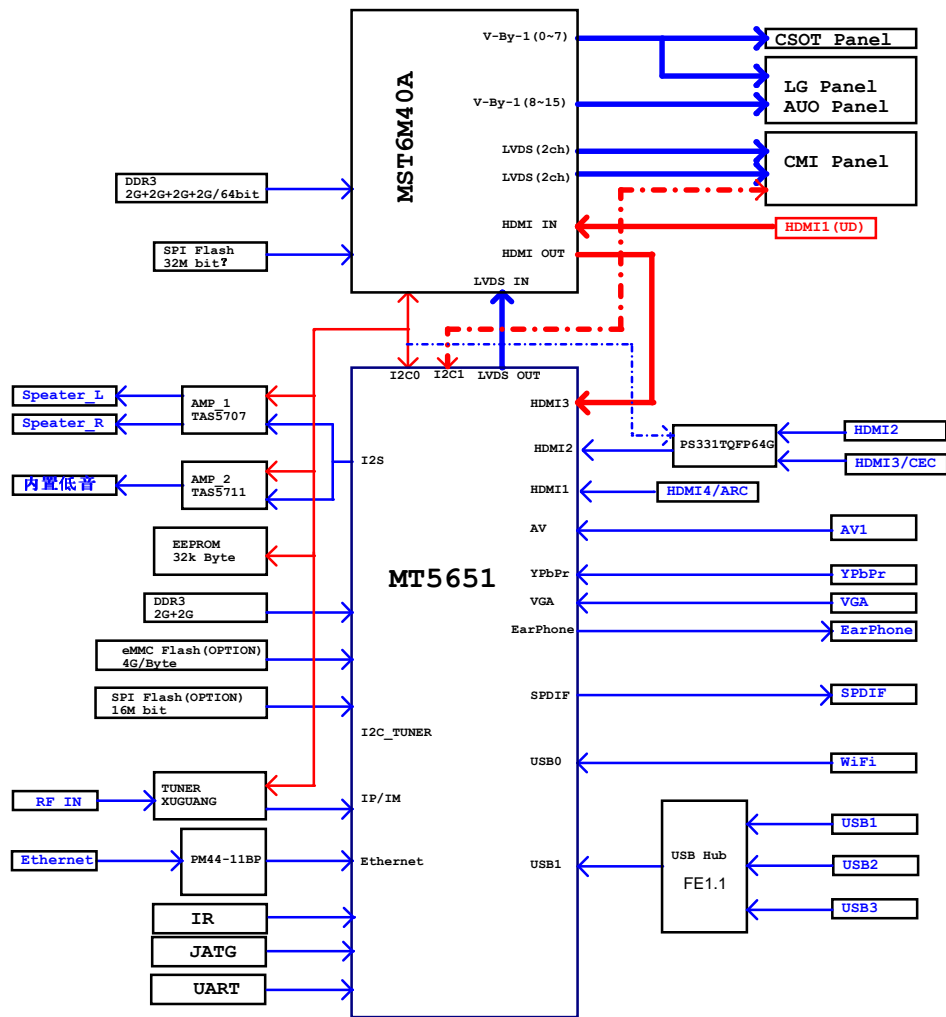 V-By-1(0~7)
CSOT Panel
MST6M40A
LG Panel
AUO Panel
V-By-1(8~15)
LVDS(2ch)
LVDS(2ch)
CMI Panel
DDR3
2G+2G+2G+2G/64bit
HDMI IN
HDMI1(UD)
SPI Flash
32M bit?
HDMI OUT
LVDS IN
I2C0
I2C1
LVDS OUT
Speater_L
Speater_R
AMP_1
TAS5707
HDMI3
HDMI2
PS331TQFP64G
HDMI2
HDMI3/CEC
I2S
内置低音
AMP_2
TAS5711
HDMI1
HDMI4/ARC
AV
AV1
EEPROM
32k Byte
MT5651
YPbPr
YPbPr
VGA
VGA
DDR3
2G+2G
EarPhone
EarPhone
eMMC Flash(OPTION)
4G/Byte
SPI Flash(OPTION)
16M bit
SPDIF
SPDIF
I2C_TUNER
USB0
WiFi
RF IN
TUNER
XUGUANG
IP/IM
Ethernet
PM44-11BP
Ethernet
USB1
USB Hub
FE1.1
USB1
USB2
USB3
IR
JATG
UART